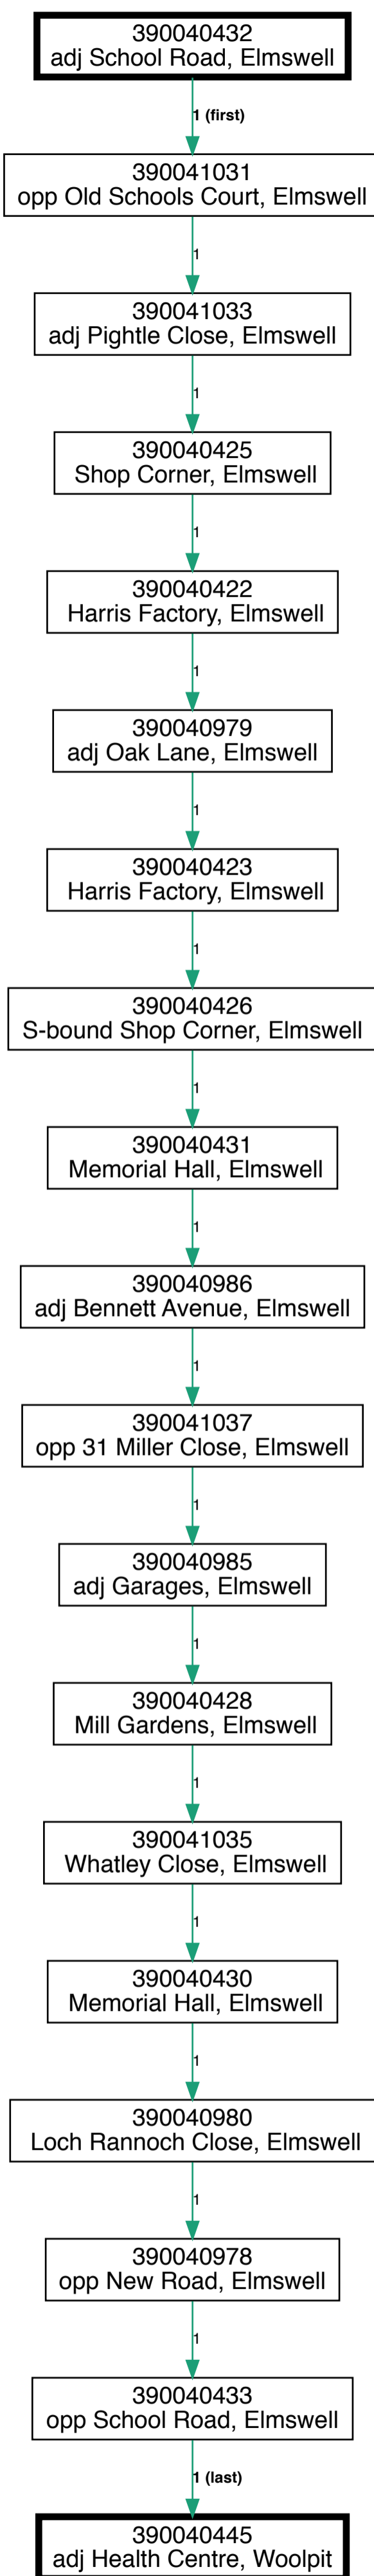 390040432
adj School Road, Elmswell
1 (first)
390041031
opp Old Schools Court, Elmswell
1
390041033
adj Pightle Close, Elmswell
1
390040425
Shop Corner, Elmswell
1
390040422
Harris Factory, Elmswell
1
390040979
adj Oak Lane, Elmswell
1
390040423
Harris Factory, Elmswell
1
390040426
S-bound Shop Corner, Elmswell
1
390040431
Memorial Hall, Elmswell
1
390040986
adj Bennett Avenue, Elmswell
1
390041037
opp 31 Miller Close, Elmswell
1
390040985
adj Garages, Elmswell
1
390040428
Mill Gardens, Elmswell
1
390041035
Whatley Close, Elmswell
1
390040430
Memorial Hall, Elmswell
1
390040980
Loch Rannoch Close, Elmswell
1
390040978
opp New Road, Elmswell
1
390040433
opp School Road, Elmswell
1 (last)
390040445
adj Health Centre, Woolpit